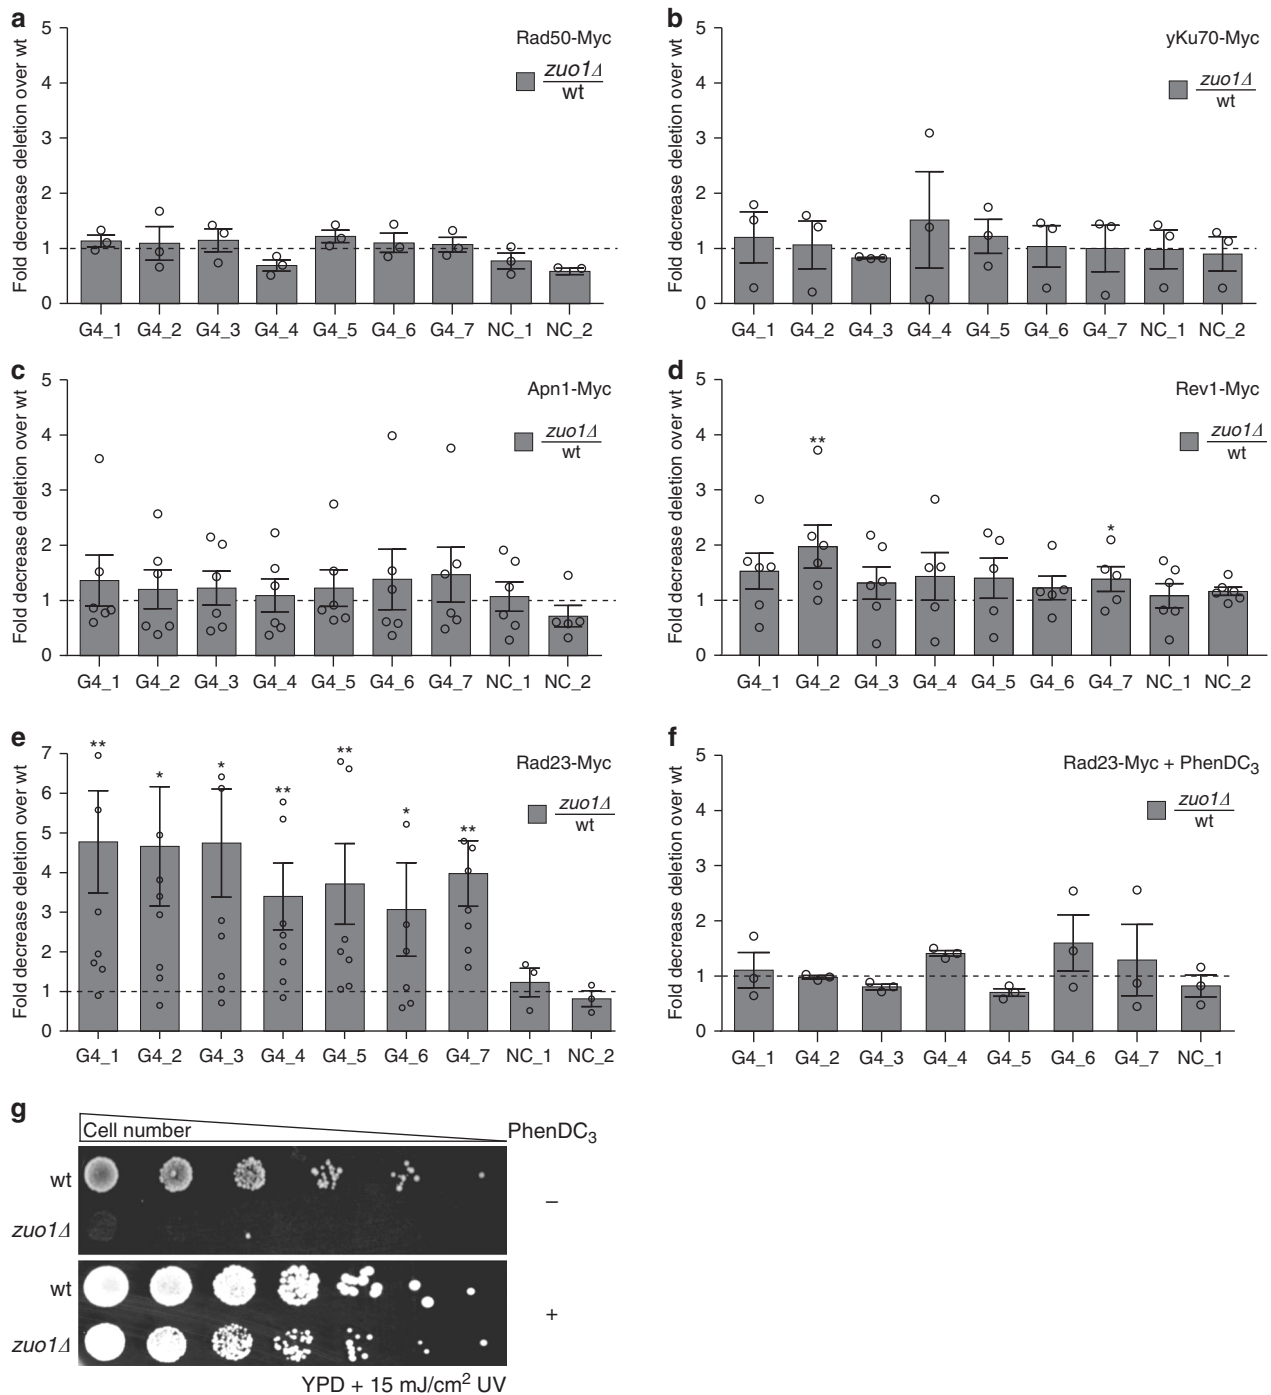 a
Fold decrease deletion over wt
5
4
3
2
1
0
Rad50-Myc
zuo1Δ
wt
G4_1 G4_2 G4_3 G4_4 G4_5 G4_6 G4_7 NC_1 NC_2
b
Fold decrease deletion over wt
5
4
3
2
1
0
yKu70-Myc
zuo1Δ
wt
G4_1 G4_2 G4_3 G4_4 G4_5 G4_6 G4_7 NC_1 NC_2
c
Fold decrease deletion over wt
5
4
3
2
1
0
Apn1-Myc
zuo1Δ
wt
G4_1 G4_2 G4_3 G4_4 G4_5 G4_6 G4_7 NC_1 NC_2
d
Fold decrease deletion over wt
5
4
3
2
1
0
Rev1-Myc
zuo1Δ
wt
**
*
G4_1 G4_2 G4_3 G4_4 G4_5 G4_6 G4_7 NC_1 NC_2
e
Fold decrease deletion over wt
7
6
5
4
3
2
1
0
Rad23-Myc
zuo1Δ
wt
** * * ** ** * **
G4_1 G4_2 G4_3 G4_4 G4_5 G4_6 G4_7 NC_1 NC_2
f
Fold decrease deletion over wt
5
4
3
2
1
0
Rad23-Myc + PhenDC₃
zuo1Δ
wt
G4_1 G4_2 G4_3 G4_4 G4_5 G4_6 G4_7 NC_1
g
Cell number PhenDC₃
wt
–
zuo1Δ
wt
+
zuo1Δ
YPD + 15 mJ/cm² UV